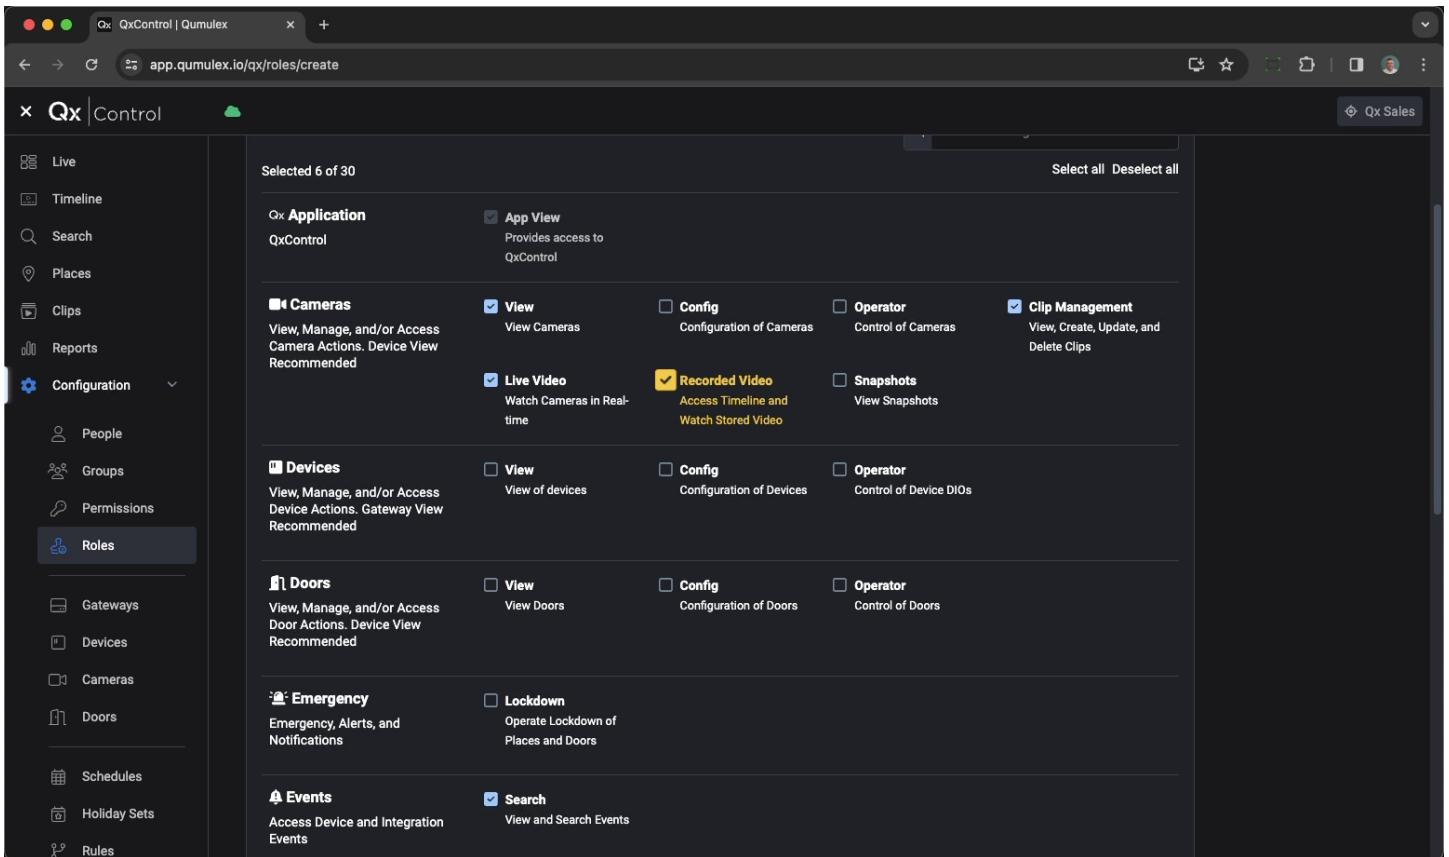 Qx QxControl | Qumulex
app.qumulex.io/qx/roles/create
Qx Control
Qx Sales
Live
Timeline
Search
Places
Clips
Reports
Configuration
People
Groups
Permissions
Roles
Gateways
Devices
Cameras
Doors
Schedules
Holiday Sets
Rules
Selected 6 of 30
Select all Deselect all
Qx Application
QxControl
App View
Provides access to
QxControl
Cameras
View, Manage, and/or Access
Camera Actions. Device View
Recommended
View
View Cameras
Config
Configuration of Cameras
Operator
Control of Cameras
Clip Management
View, Create, Update, and
Delete Clips
Live Video
Watch Cameras in Real-
time
Recorded Video
Access Timeline and
Watch Stored Video
Snapshots
View Snapshots
Devices
View, Manage, and/or Access
Device Actions. Gateway View
Recommended
View
View of devices
Config
Configuration of Devices
Operator
Control of Device DIOs
Doors
View, Manage, and/or Access
Door Actions. Device View
Recommended
View
View Doors
Config
Configuration of Doors
Operator
Control of Doors
Emergency
Emergency, Alerts, and
Notifications
Lockdown
Operate Lockdown of
Places and Doors
Events
Access Device and Integration
Events
Search
View and Search Events